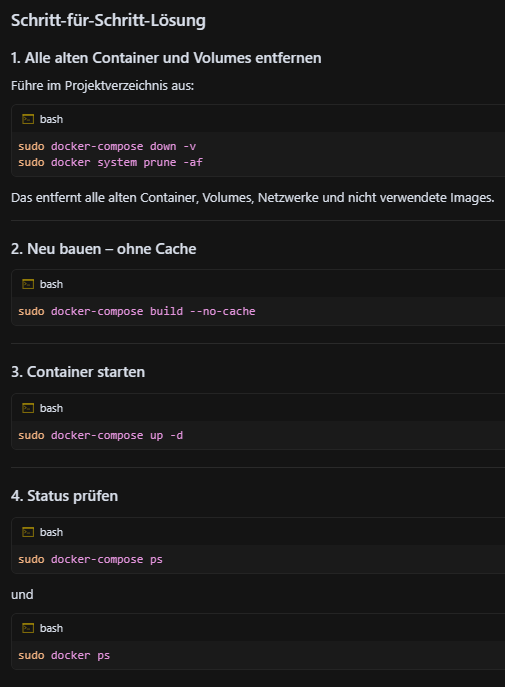 Schritt-für-Schritt-Lösung
1. Alle alten Container und Volumes entfernen
Führe im Projektverzeichnis aus:
bash
sudo docker-compose down -v
sudo docker system prune -af
Das entfernt alle alten Container, Volumes, Netzwerke und nicht verwendete Images.
2. Neu bauen – ohne Cache
bash
sudo docker-compose build --no-cache
3. Container starten
bash
sudo docker-compose up -d
4. Status prüfen
bash
sudo docker-compose ps
und
bash
sudo docker ps